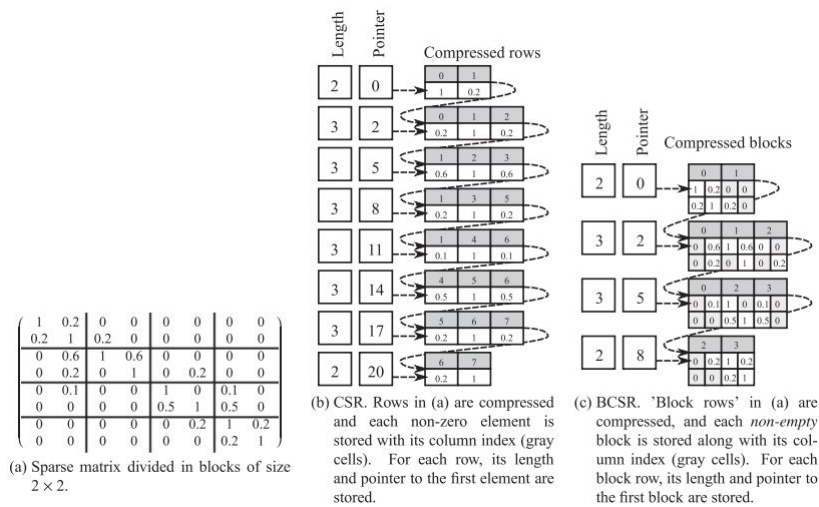 1 0.2 0 0 0 0 0 0
0.2 1 0.2 0 0 0 0 0
0 0.6 1 0.6 0 0 0 0
0 0.2 0 1 0 0.2 0 0
0 0.1 0 0 1 0 0.1 0
0 0 0 0 0.5 1 0.5 0
0 0 0 0 0 0.2 1 0.2
0 0 0 0 0 0 0.2 1
(a) Sparse matrix divided in blocks of size
2 × 2.
Length Pointer Compressed rows
0 1
2 0 1 0.2
0 1 2
3 2 0.2 1 0.2
1 2 3
3 5 0.6 1 0.6
1 3 5
3 8 0.2 1 0.2
1 4 6
3 11 0.1 1 0.1
4 5 6
3 14 0.5 1 0.5
5 6 7
3 17 0.2 1 0.2
6 7
2 20 0.2 1
(b) CSR. Rows in (a) are compressed
and each non-zero element is
stored with its column index (gray
cells). For each row, its length
and pointer to the first element are
stored.
Length Pointer Compressed blocks
0 1
2 0 1 0.2 0 0
0.2 1 0.2 0
0 1 2
3 2 0 0.6 1 0.6 0 0
0 0.2 0 1 0 0.2
0 2 3
3 5 0 0.1 1 0 0.1 0
0 0 0.5 1 0.5 0
2 3
2 8 0 0.2 1 0.2
0 0 0.2 1
(c) BCSR. 'Block rows' in (a) are
compressed, and each non-empty
block is stored along with its col-
umn index (gray cells). For each
block row, its length and pointer to
the first block are stored.